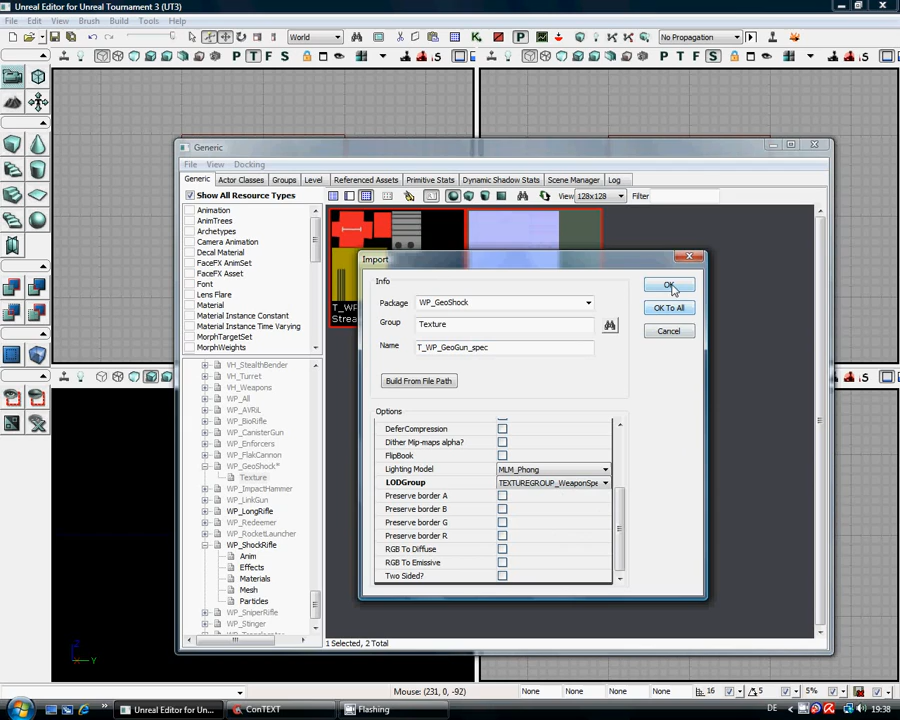 Unreal Editor for Unreal Tournament 3 (UT3)
File Edit View Brush Build Tools Help
World
No Propagation
Generic
File View Docking
Generic Actor Classes Groups Level Referenced Assets Primitive Stats Dynamic Shadow Stats Scene Manager Log
Show All Resource Types
View 128x128 Filter
Animation
AnimTrees
Archetypes
Camera Animation
Decal Material
FaceFX AnimSet
FaceFX Asset
Font
Lens Flare
Material
Material Instance Constant
Material Instance Time Varying
MorphTargetSet
MorphWeights
VH_StealthBender
VH_Turret
VH_Weapons
WP_All
WP_AVRiL
WP_BioRifle
WP_CanisterGun
WP_Enforcers
WP_FlakCannon
WP_GeoShock*
Texture
WP_ImpactHammer
WP_LinkGun
WP_LongRifle
WP_Redeemer
WP_RocketLauncher
WP_ShockRifle
Anim
Effects
Materials
Mesh
Particles
WP_SniperRifle
WP_Stinger
T_WP
Strea
Import
Info
Package WP_GeoShock
Group Texture
Name T_WP_GeoGun_spec
Build From File Path
OK
OK To All
Cancel
Options
DeferCompression
Dither Mip-maps alpha?
FlipBook
Lighting Model MLM_Phong
LODGroup TEXTUREGROUP_WeaponSpe
Preserve border A
Preserve border B
Preserve border G
Preserve border R
RGB To Diffuse
RGB To Emissive
Two Sided?
1 Selected, 2 Total
Z
Y
Mouse: (231, 0, -92) None None None None 16 5 5%
Unreal Editor for Un... ConTEXT Flashing DE 19:38